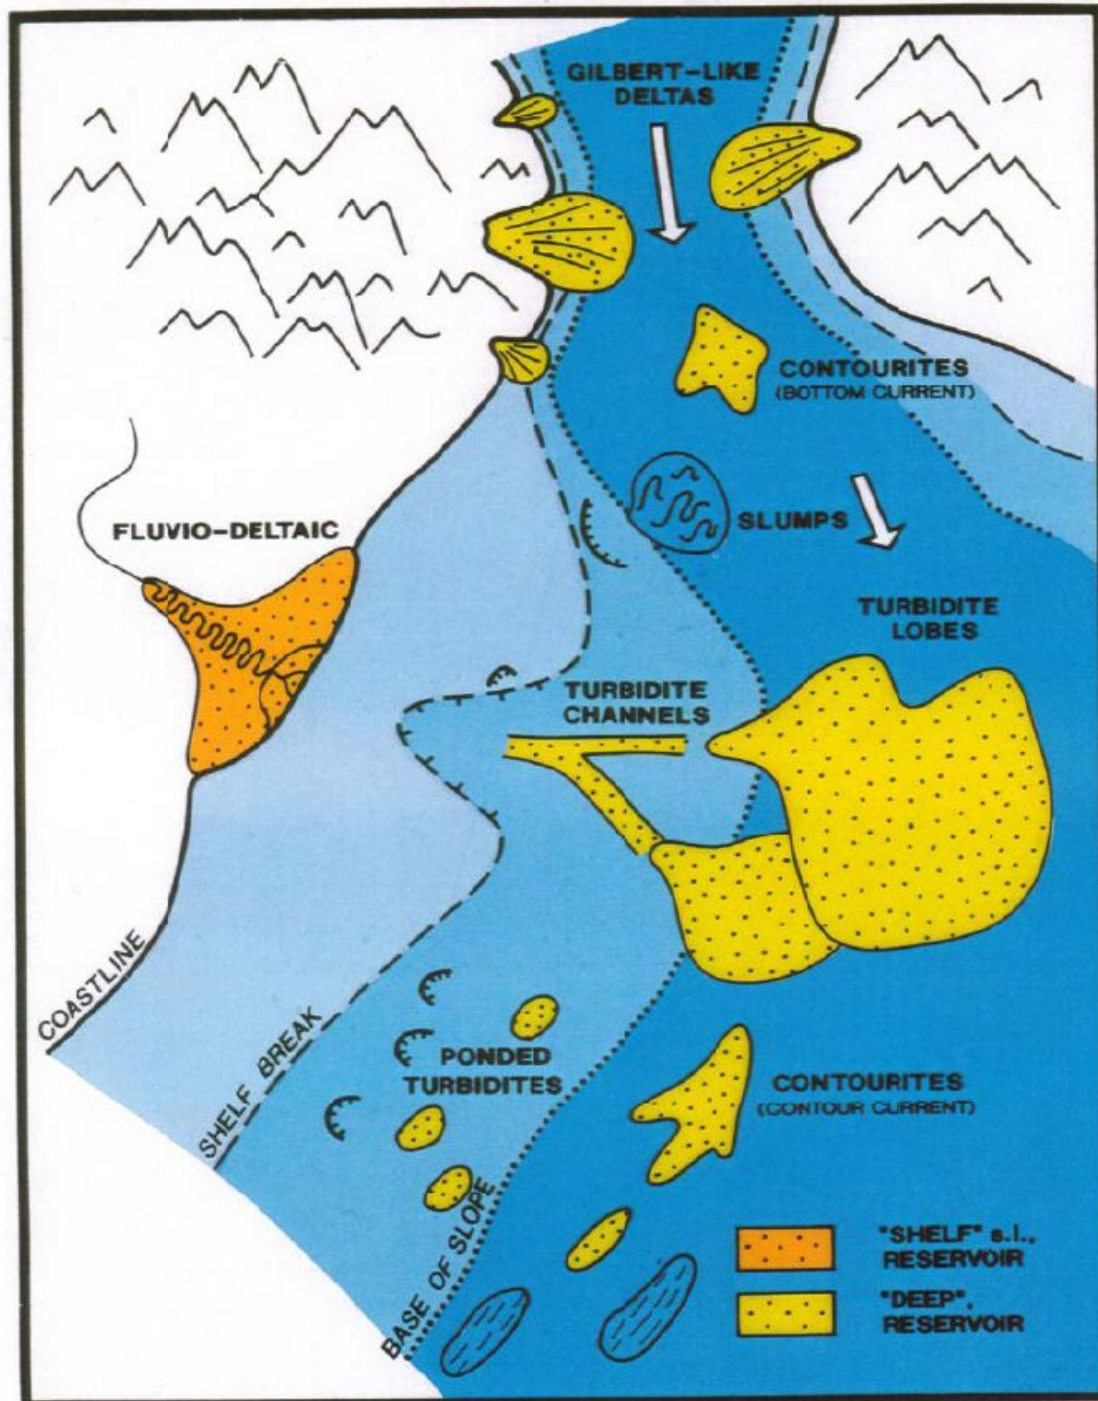 GILBERT-LIKE
DELTAS
CONTOURITES
(BOTTOM CURRENT)
SLUMPS
FLUVIO-DELTAIC
TURBIDITE
LOBES
TURBIDITE
CHANNELS
COASTLINE
SHELF BREAK
PONDED
TURBIDITES
CONTOURITES
(CONTOUR CURRENT)
BASE OF SLOPE
"SHELF" s.l.,
RESERVOIR
"DEEP",
RESERVOIR